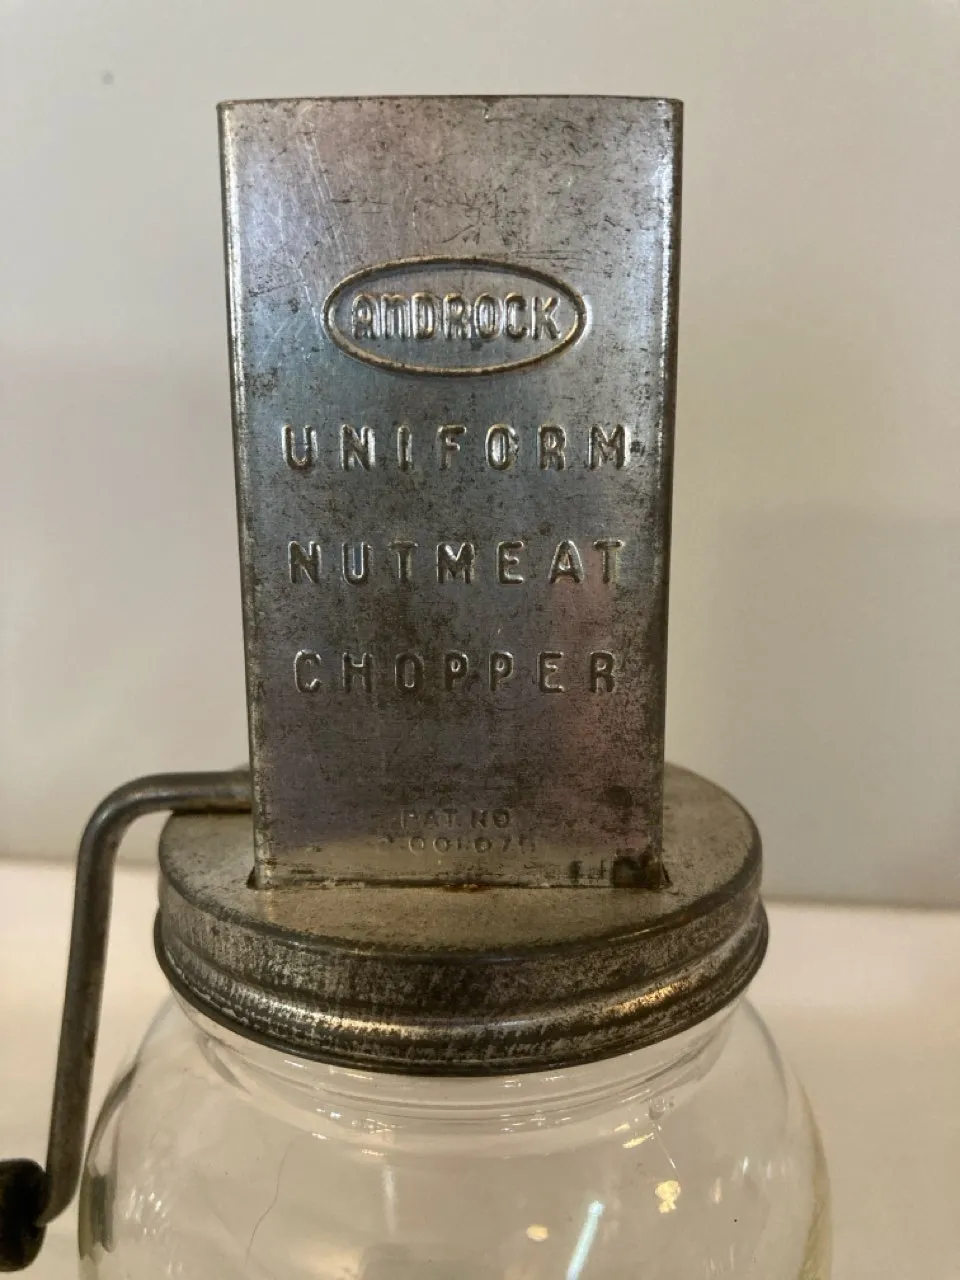 ANDROCK
UNIFORM
NUTMEAT
CHOPPER
PAT. NO